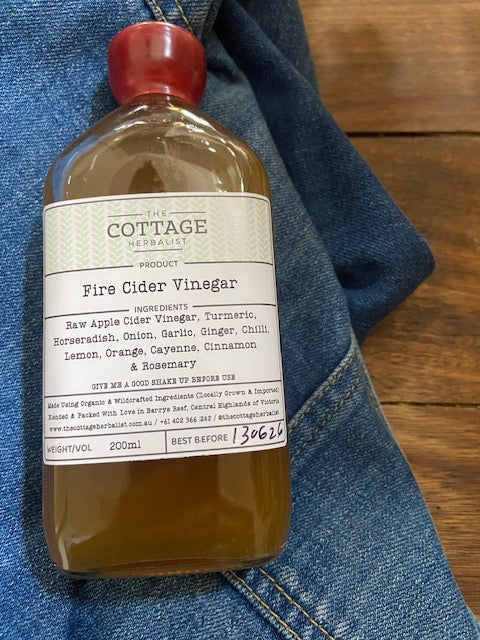 THE
COTTAGE
HERBALIST
PRODUCT
Fire Cider Vinegar
INGREDIENTS
Raw Apple Cider Vinegar, Turmeric,
Horseradish, Onion, Garlic, Ginger, Chilli,
Lemon, Orange, Cayenne, Cinnamon
& Rosemary
GIVE ME A GOOD SHAKE UP BEFORE USE
Made Using Organic & Wildcrafted Ingredients (Locally Grown & Imported)
Blended & Packed With Love in Barrys Reef, Central Highlands of Victoria
www.thecottageherbalist.com.au / +61 402 366 242 / @thecottageherbalist
WEIGHT/VOL 200ml BEST BEFORE 130626